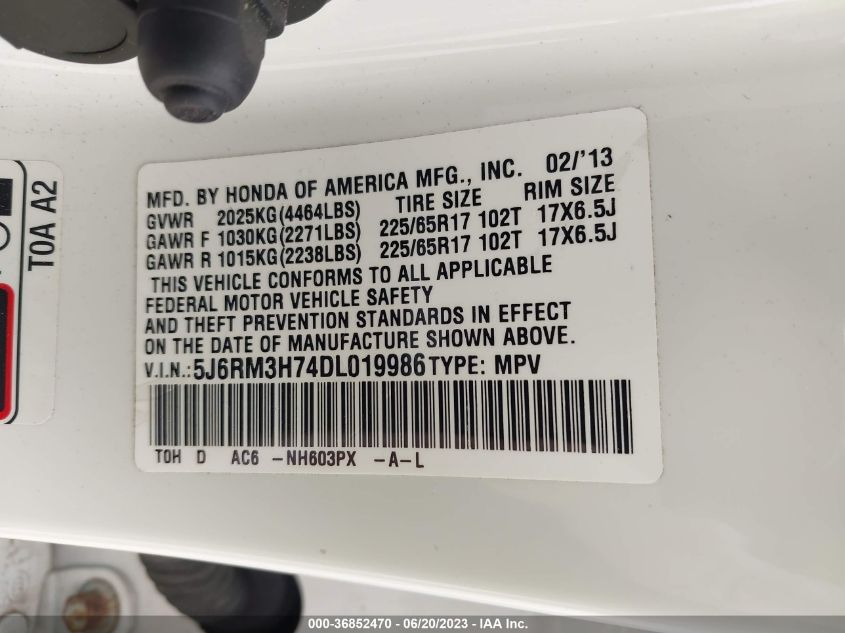 MFD. BY HONDA OF AMERICA MFG., INC. 02/'13
GVWR 2025KG(4464LBS) TIRE SIZE RIM SIZE
GAWR F 1030KG(2271LBS) 225/65R17 102T 17X6.5J
GAWR R 1015KG(2238LBS) 225/65R17 102T 17X6.5J
THIS VEHICLE CONFORMS TO ALL APPLICABLE
FEDERAL MOTOR VEHICLE SAFETY
AND THEFT PREVENTION STANDARDS IN EFFECT
ON THE DATE OF MANUFACTURE SHOWN ABOVE.
V.I.N.:5J6RM3H74DL019986 TYPE: MPV
TOH D AC6 -NH603PX -A-L
T0A A2
000-36852470 - 06/20/2023 - IAA Inc.